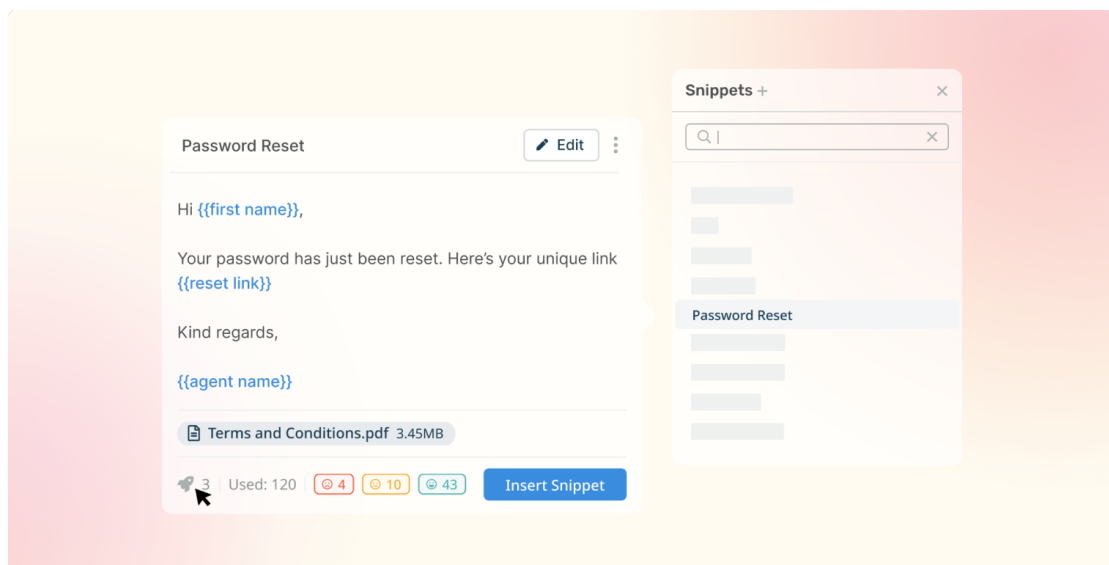 Snippets +
Password Reset
Edit
Hi {{first name}},
Your password has just been reset. Here’s your unique link
{{reset link}}
Kind regards,
{{agent name}}
Terms and Conditions.pdf 3.45MB
3 Used: 120 4 10 43 Insert Snippet
Password Reset